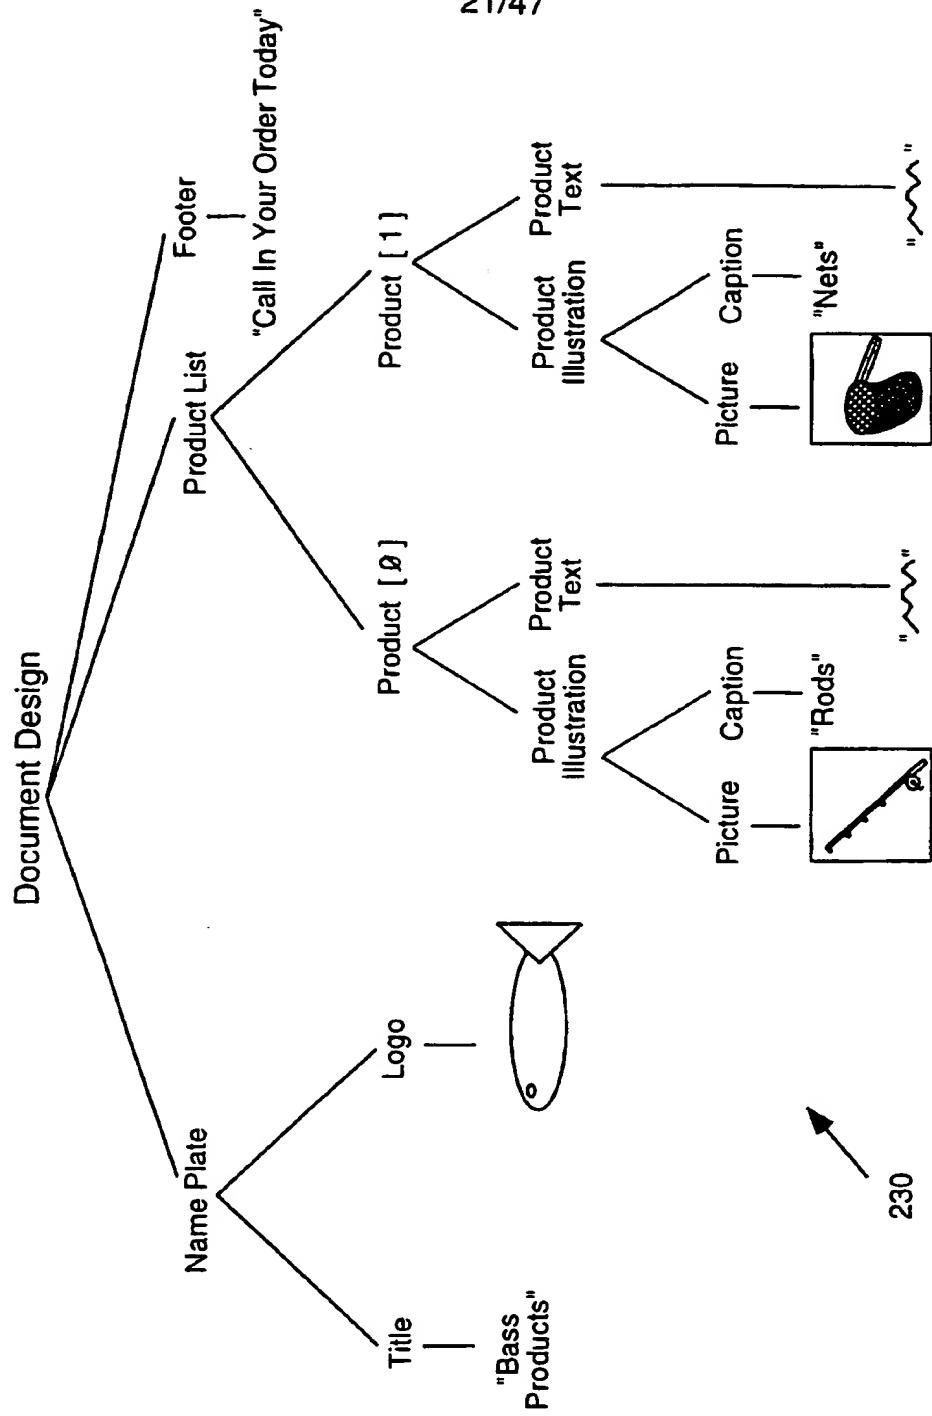 21/47
Document Design
Name Plate
Product List
Footer
"Call In Your Order Today"
Title
Logo
Product [0]
Product [1]
"Bass
Products"
Product
Illustration
Product
Text
Product
Illustration
Product
Text
Picture
Caption
Picture
Caption
"Rods"
"Nets"
230